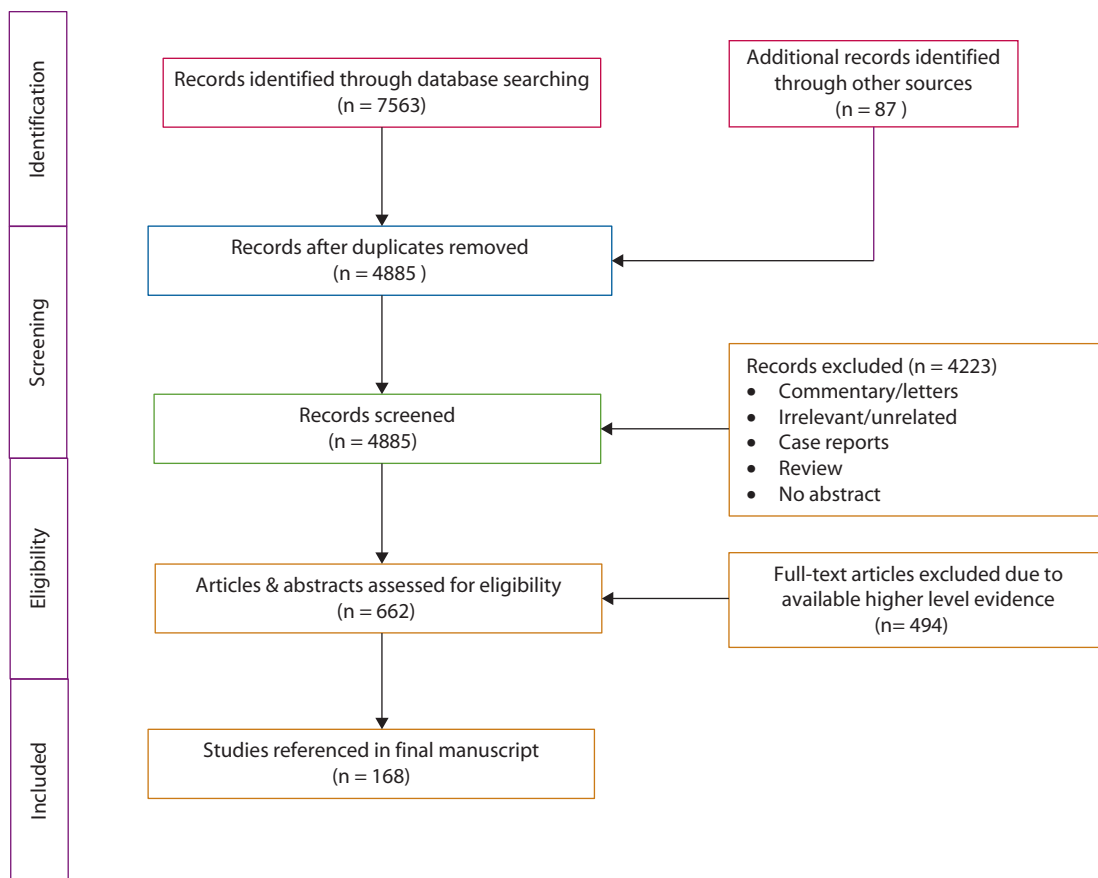 Identification
Records identified through database searching
(n = 7563)
Additional records identified
through other sources
(n = 87 )
Screening
Records after duplicates removed
(n = 4885 )
Records screened
(n = 4885)
Records excluded (n = 4223)
• Commentary/letters
• Irrelevant/unrelated
• Case reports
• Review
• No abstract
Eligibility
Articles & abstracts assessed for eligibility
(n = 662)
Full-text articles excluded due to
available higher level evidence
(n= 494)
Included
Studies referenced in final manuscript
(n = 168)